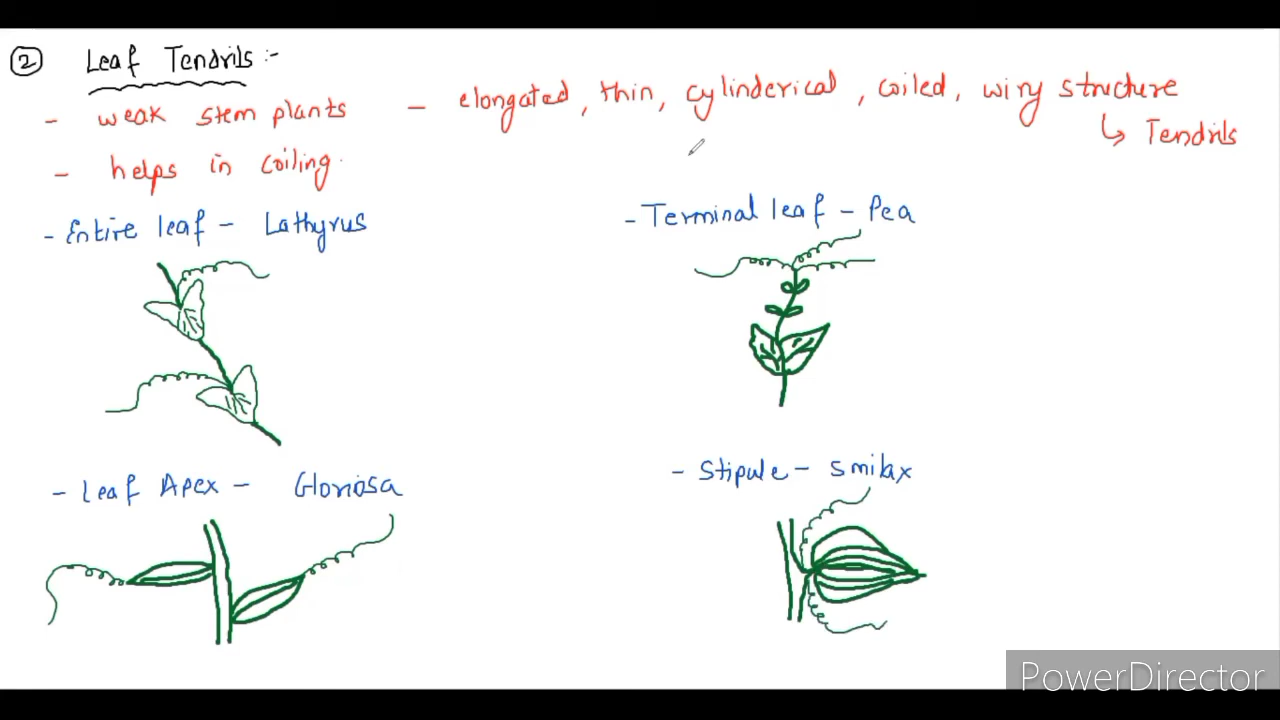 2 Leaf Tendrils :-
- weak stem plants
- elongated, thin, cylinderical, coiled, wiry structure
↳ Tendrils
- helps in coiling.
- Entire leaf - Lathyrus
- Terminal leaf - Pea
- Leaf Apex - Gloriosa
- Stipule - Smilax
PowerDirector